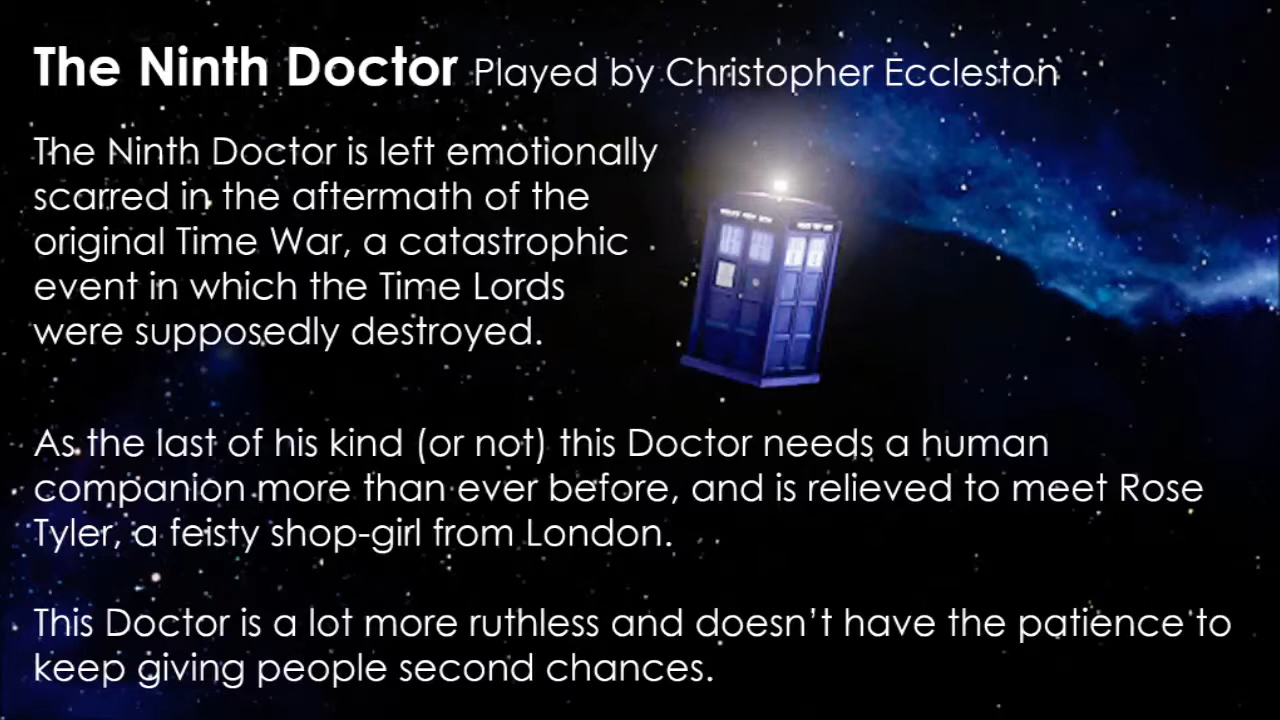 The Ninth Doctor Played by Christopher Eccleston
The Ninth Doctor is left emotionally
scarred in the aftermath of the
original Time War, a catastrophic
event in which the Time Lords
were supposedly destroyed.
As the last of his kind (or not) this Doctor needs a human
companion more than ever before, and is relieved to meet Rose
Tyler, a feisty shop-girl from London.
This Doctor is a lot more ruthless and doesn’t have the patience to
keep giving people second chances.